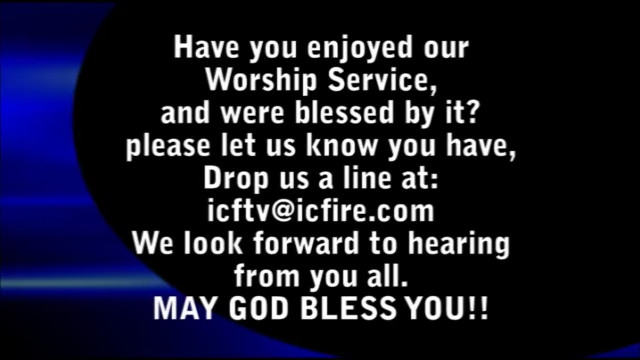 Have you enjoyed our
Worship Service,
and were blessed by it?
please let us know you have,
Drop us a line at:
icftv@icfire.com
We look forward to hearing
from you all.
MAY GOD BLESS YOU!!